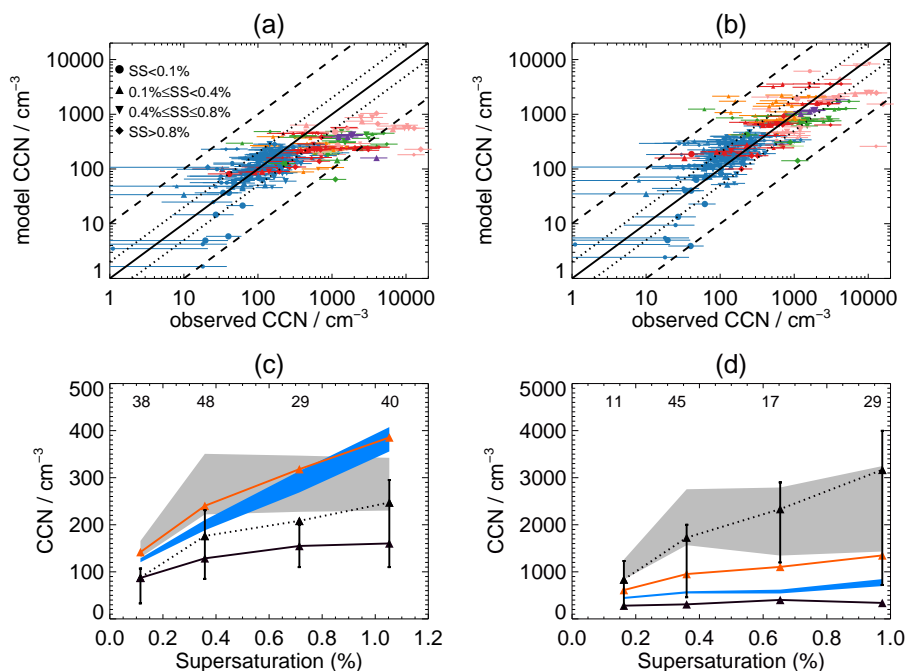 (a)
(b)
10000
1000
100
10
1
model CCN / cm⁻³
SS<0.1%
0.1%≤SS<0.4%
0.4%≤SS≤0.8%
SS>0.8%
1 10 100 1000 10000
observed CCN / cm⁻³
10000
1000
100
10
1
model CCN / cm⁻³
1 10 100 1000 10000
observed CCN / cm⁻³
(c)
(d)
500
400
300
200
100
0
CCN / cm⁻³
38 48 29 40
0.0 0.2 0.4 0.6 0.8 1.0 1.2
Supersaturation (%)
5000
4000
3000
2000
1000
0
CCN / cm⁻³
11 45 17 29
0.0 0.2 0.4 0.6 0.8 1.0
Supersaturation (%)